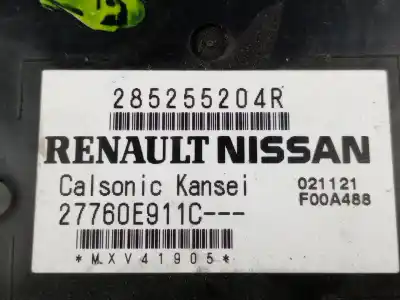 285255204R
RENAULT NISSAN
Calsonic Kansei 021121
27760E911C--- F00A488
*MXV41905*